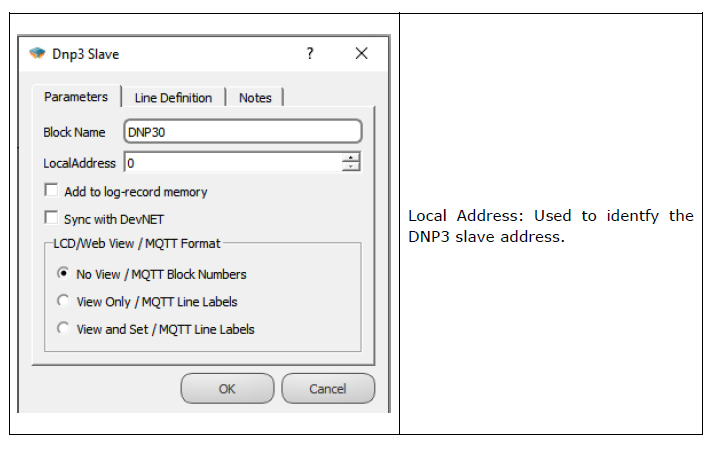 Dnp3 Slave ?
Parameters Line Definition Notes
Block Name DNP30
LocalAddress 0
Add to log-record memory
Sync with DevNET
LCD/Web View / MQTT Format
No View / MQTT Block Numbers
View Only / MQTT Line Labels
View and Set / MQTT Line Labels
OK Cancel
Local Address: Used to identfy the
DNP3 slave address.